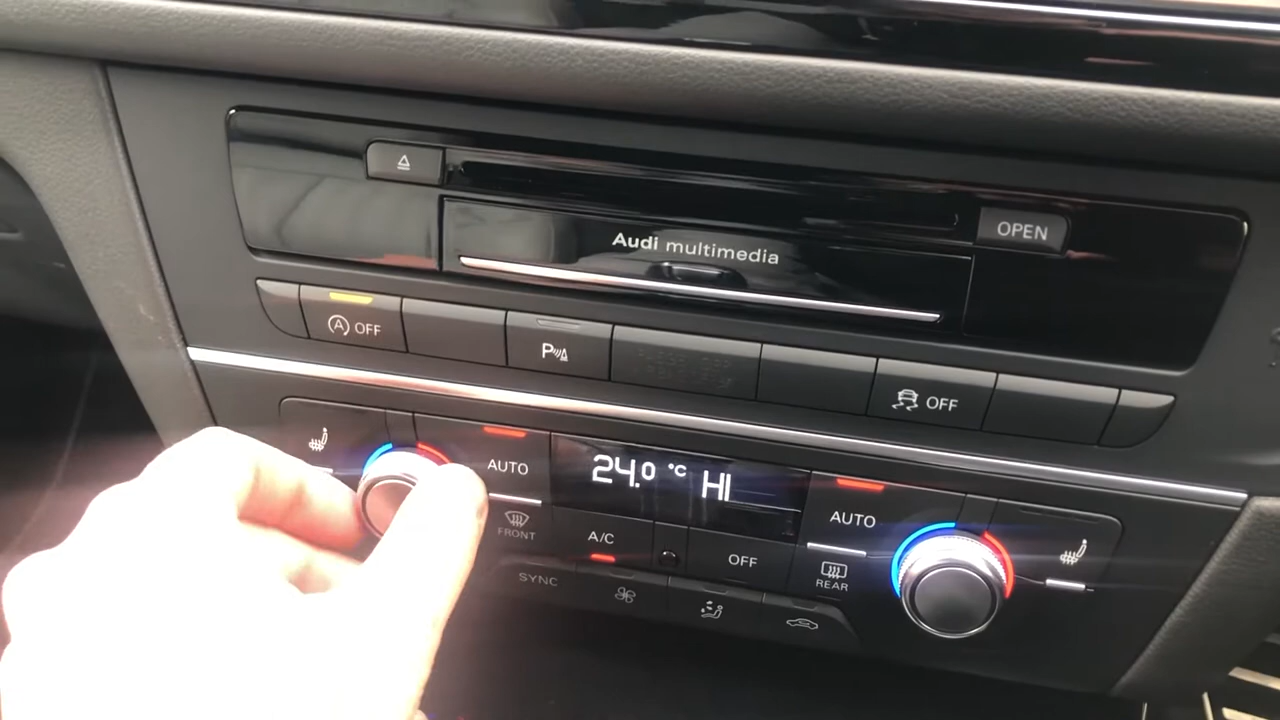 OPEN
Audi multimedia
A OFF
P
OFF
AUTO
24.0 °C HI
AUTO
FRONT
A/C
OFF
REAR
SYNC